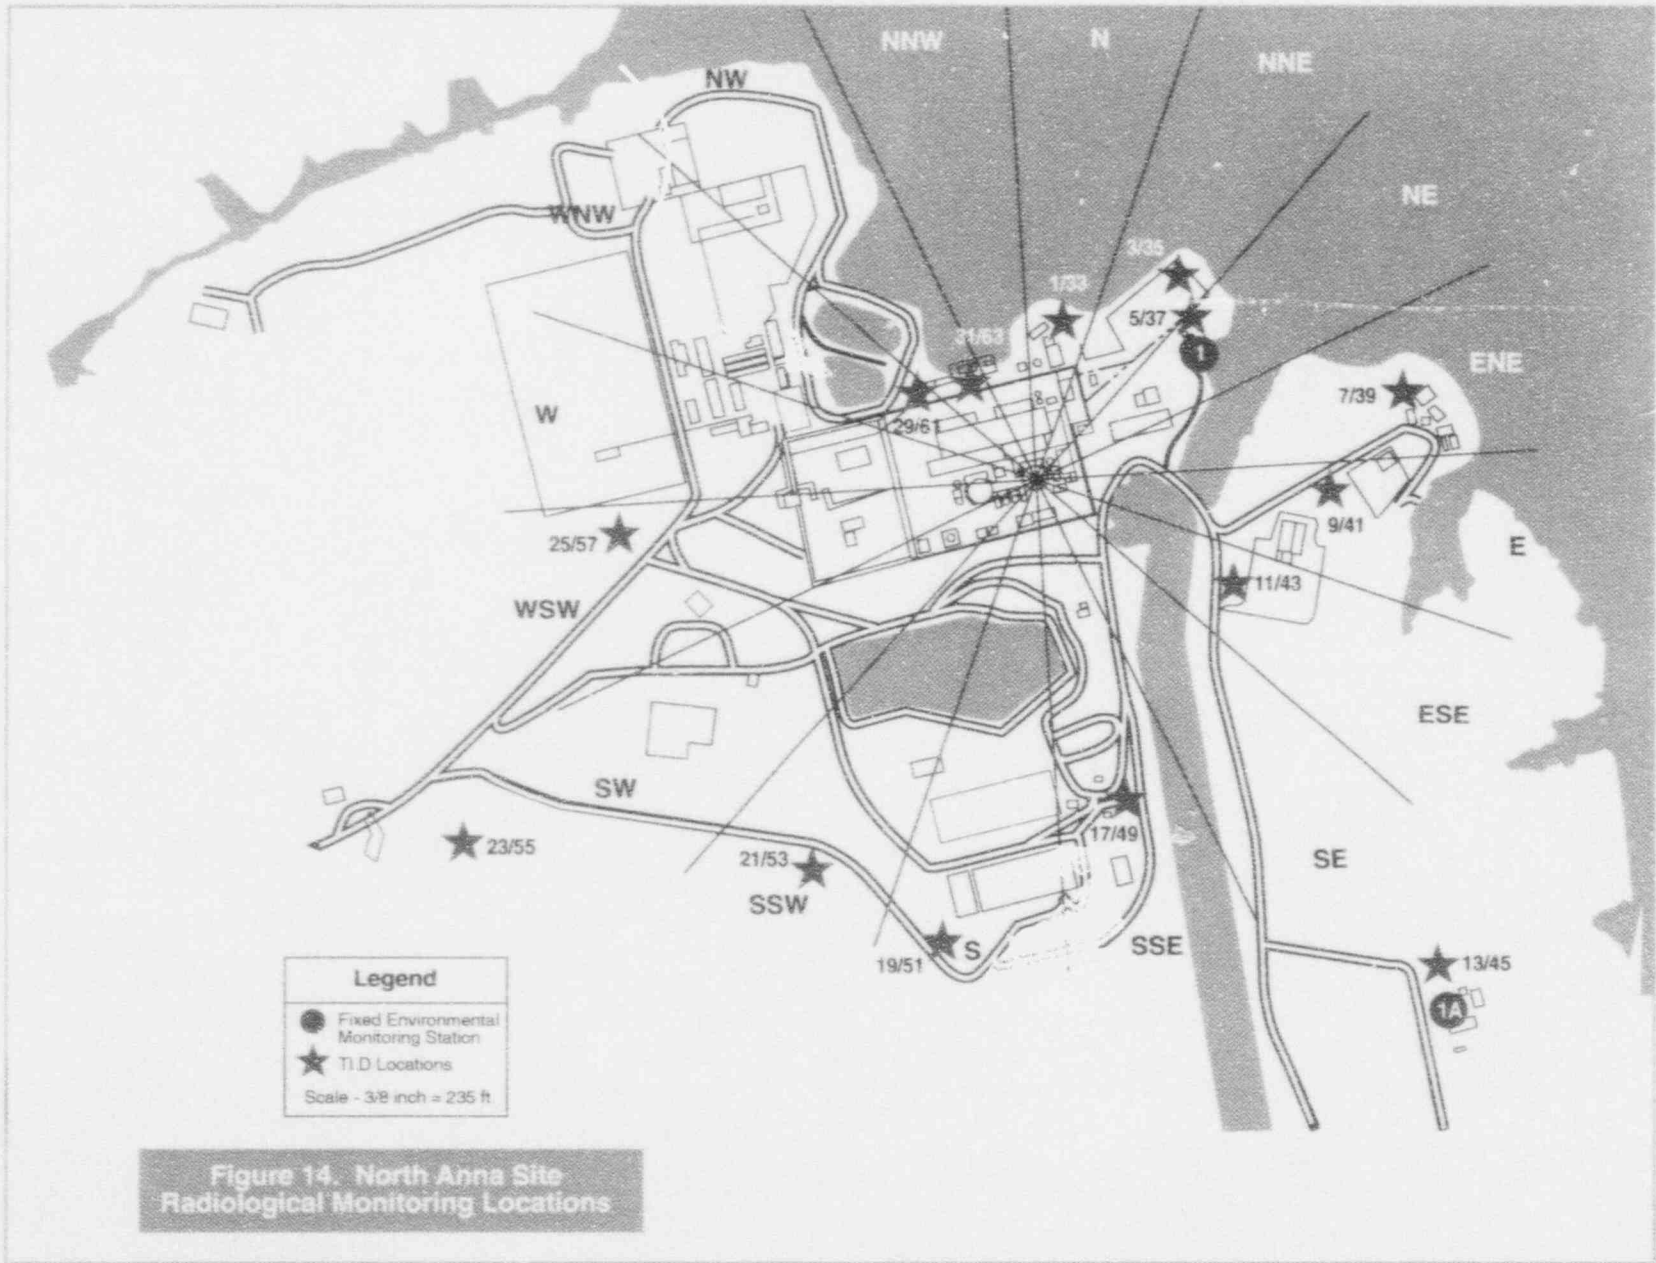 NNW
N
NNE
NW
NE
WNW
3/35
1/33
5/37
31/63
1
ENE
7/39
W
29/61
9/41
25/57
E
11/43
WSW
ESE
SW
17/49
23/55
21/53
SE
SSW
S
SSE
19/51
13/45
1A
Legend
Fixed Environmental
Monitoring Station
TLD Locations
Scale - 3/8 inch = 235 ft.
Figure 14. North Anna Site
Radiological Monitoring Locations